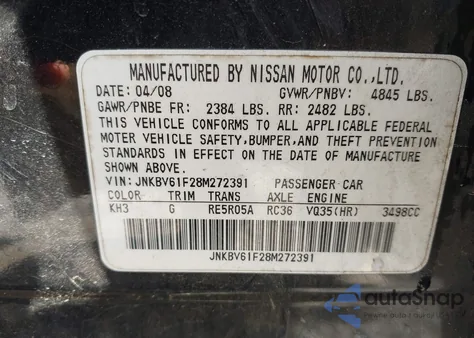 MANUFACTURED BY NISSAN MOTOR CO.,LTD.
DATE: 04/08 GVWR/PNBV: 4845 LBS.
GAWR/PNBE FR: 2384 LBS. RR: 2482 LBS.
THIS VEHICLE CONFORMS TO ALL APPLICABLE FEDERAL
MOTOR VEHICLE SAFETY,BUMPER,AND THEFT PREVENTION
STANDARDS IN EFFECT ON THE DATE OF MANUFACTURE
SHOWN ABOVE.
VIN:JNKBV61F28M272391 PASSENGER CAR
COLOR TRIM TRANS AXLE ENGINE
KH3 G RE5R05A RC36 VQ35(HR) 3498CC
JNKBV61F28M272391
autoSnap